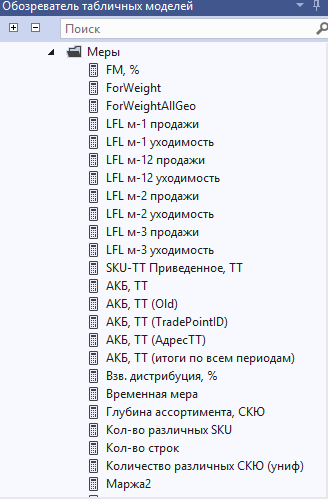 Обозреватель табличных моделей
Поиск
Меры
FM, %
ForWeight
ForWeightAllGeo
LFL м-1 продажи
LFL м-1 уходимость
LFL м-12 продажи
LFL м-12 уходимость
LFL м-2 продажи
LFL м-2 уходимость
LFL м-3 продажи
LFL м-3 уходимость
SKU-TT Приведенное, ТТ
АКБ, ТТ
АКБ, ТТ (Old)
АКБ, ТТ (TradePointID)
АКБ, ТТ (АдресТТ)
АКБ, ТТ (итоги по всем периодам)
Взв. дистрибуция, %
Временная мера
Глубина ассортимента, СКЮ
Кол-во различных SKU
Кол-во строк
Количество различных СКЮ (униф)
Маржа2